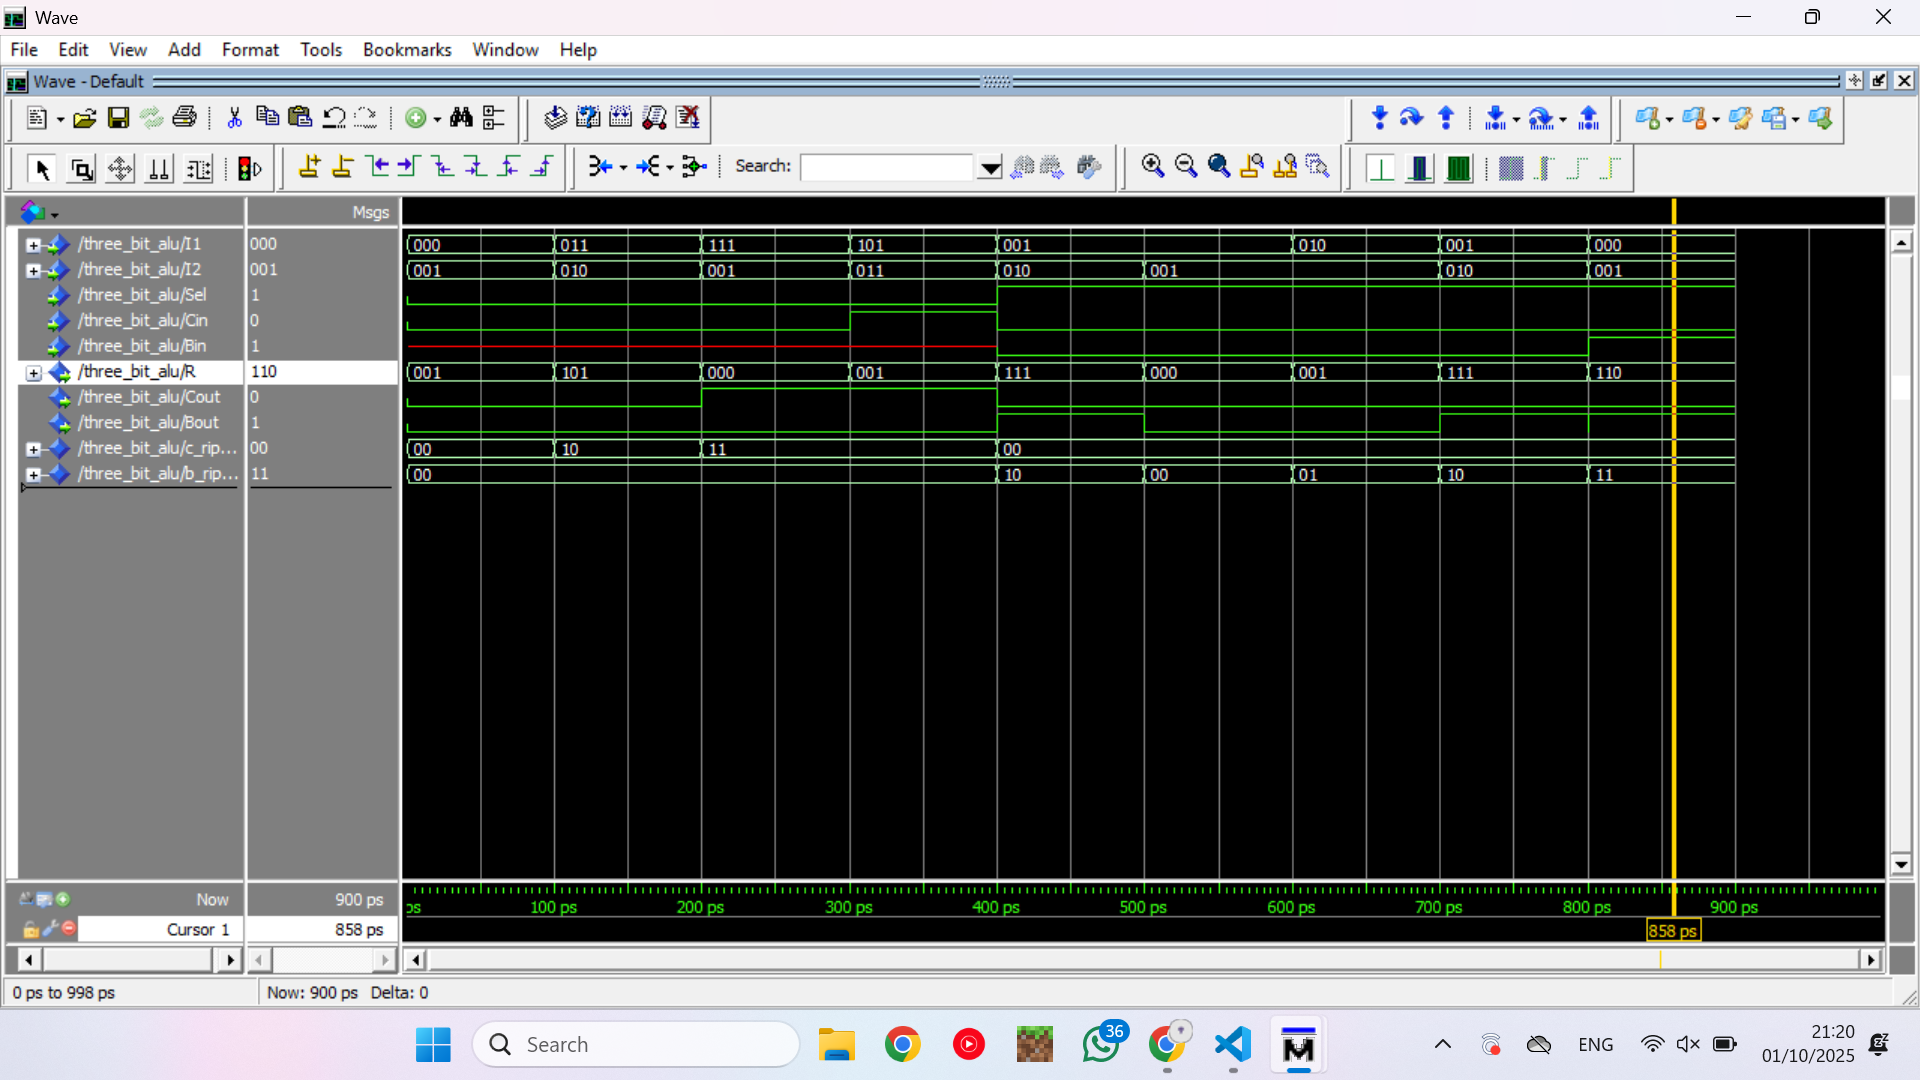 Wave
File Edit View Add Format Tools Bookmarks Window Help
Wave - Default
Search:
Msgs
/three_bit_alu/I1 000 000 011 111 101 001 010 001 000
/three_bit_alu/I2 001 001 010 001 011 010 001 010 001
/three_bit_alu/Sel 1
/three_bit_alu/Cin 0
/three_bit_alu/Bin 1
/three_bit_alu/R 110 001 101 000 001 111 000 001 111 110
/three_bit_alu/Cout 0
/three_bit_alu/Bout 1
/three_bit_alu/c_rip... 00 00 10 11 00
/three_bit_alu/b_rip... 11 00 10 00 01 10 11
Now 900 ps ps 100 ps 200 ps 300 ps 400 ps 500 ps 600 ps 700 ps 800 ps 900 ps
Cursor 1 858 ps 858 ps
0 ps to 998 ps Now: 900 ps Delta: 0
Search 36 ENG 21:20
01/10/2025